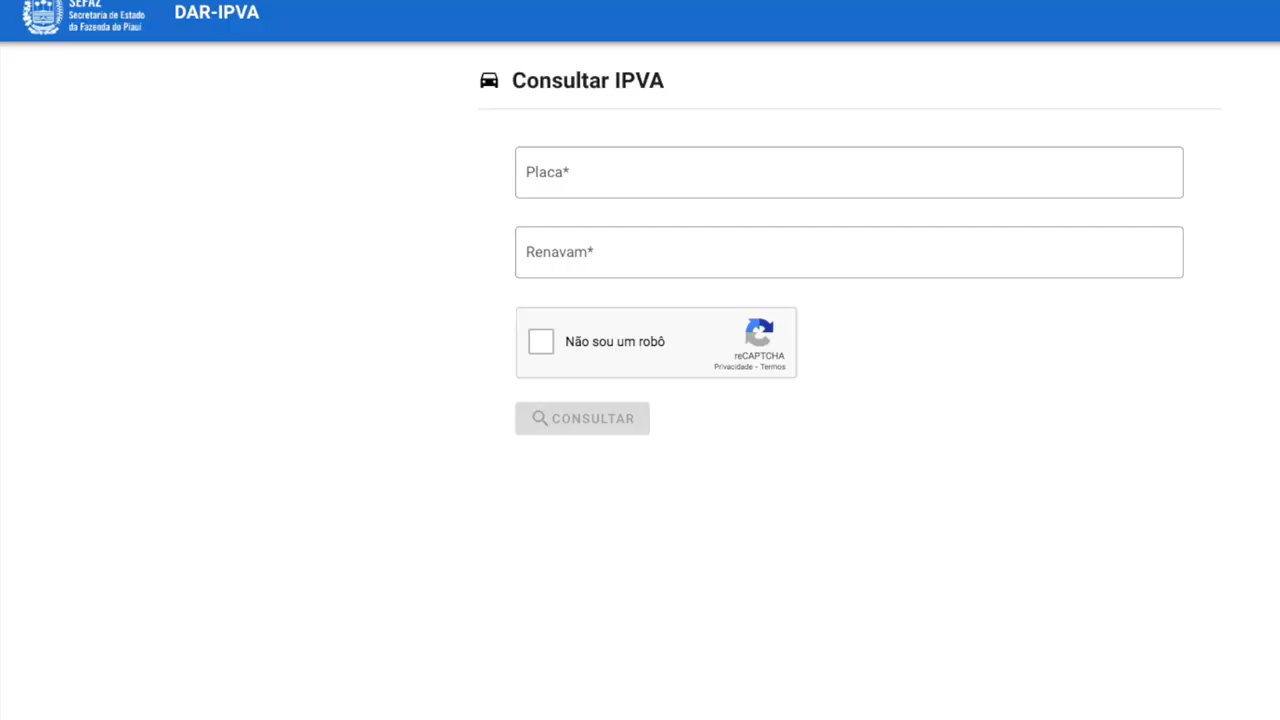 SEFAZ
Secretaria de Estado
da Fazenda do Piauí
DAR-IPVA
Consultar IPVA
Placa*
Renavam*
Não sou um robô
reCAPTCHA
Privacidade - Termos
CONSULTAR